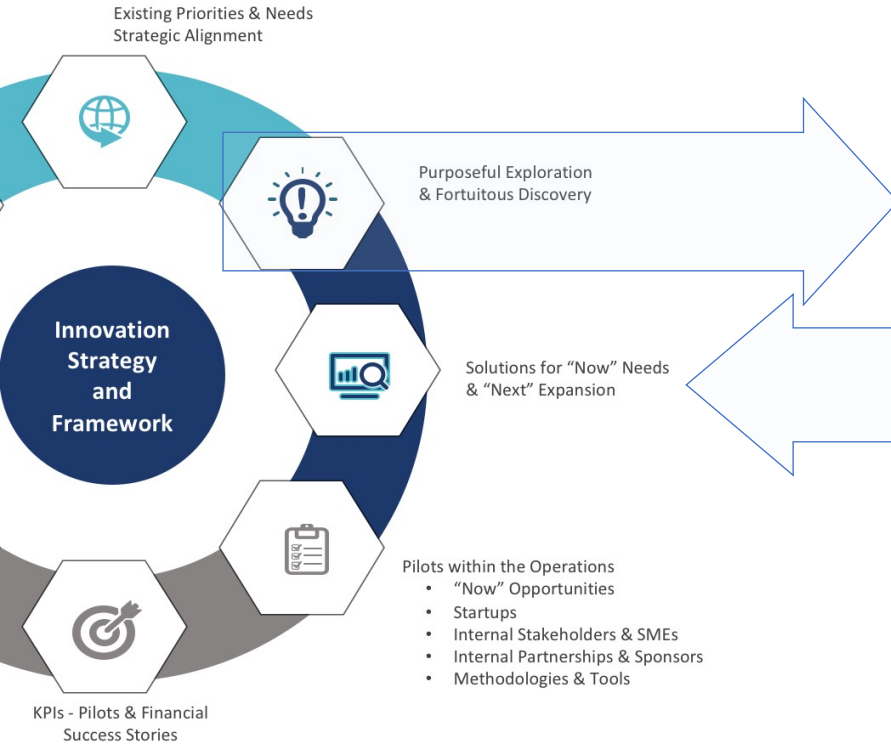 Existing Priorities & Needs
Strategic Alignment
Purposeful Exploration
& Fortuitous Discovery
Innovation
Strategy
and
Framework
Solutions for “Now” Needs
& “Next” Expansion
Pilots within the Operations
• “Now” Opportunities
• Startups
• Internal Stakeholders & SMEs
• Internal Partnerships & Sponsors
• Methodologies & Tools
KPIs - Pilots & Financial
Success Stories